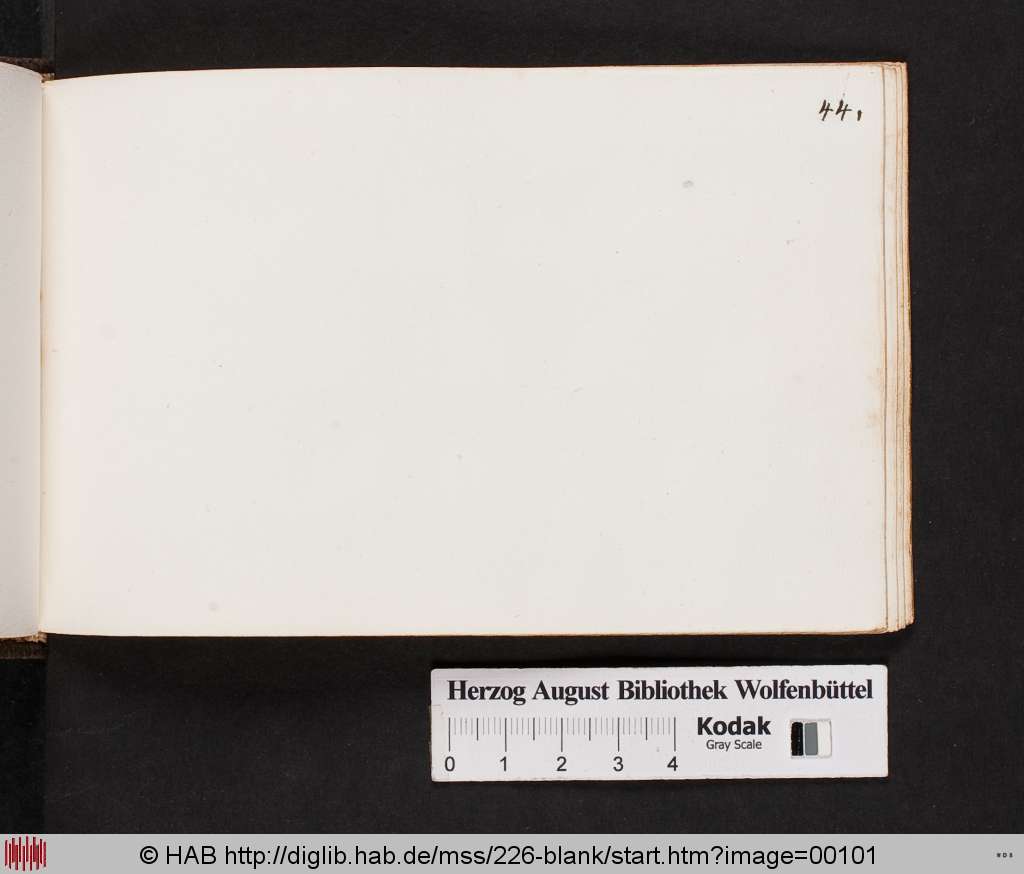 44.
Herzog August Bibliothek Wolfenbüttel
0 1 2 3 4
Kodak
Gray Scale
© HAB http://diglib.hab.de/mss/226-blank/start.htm?image=00101
WDB